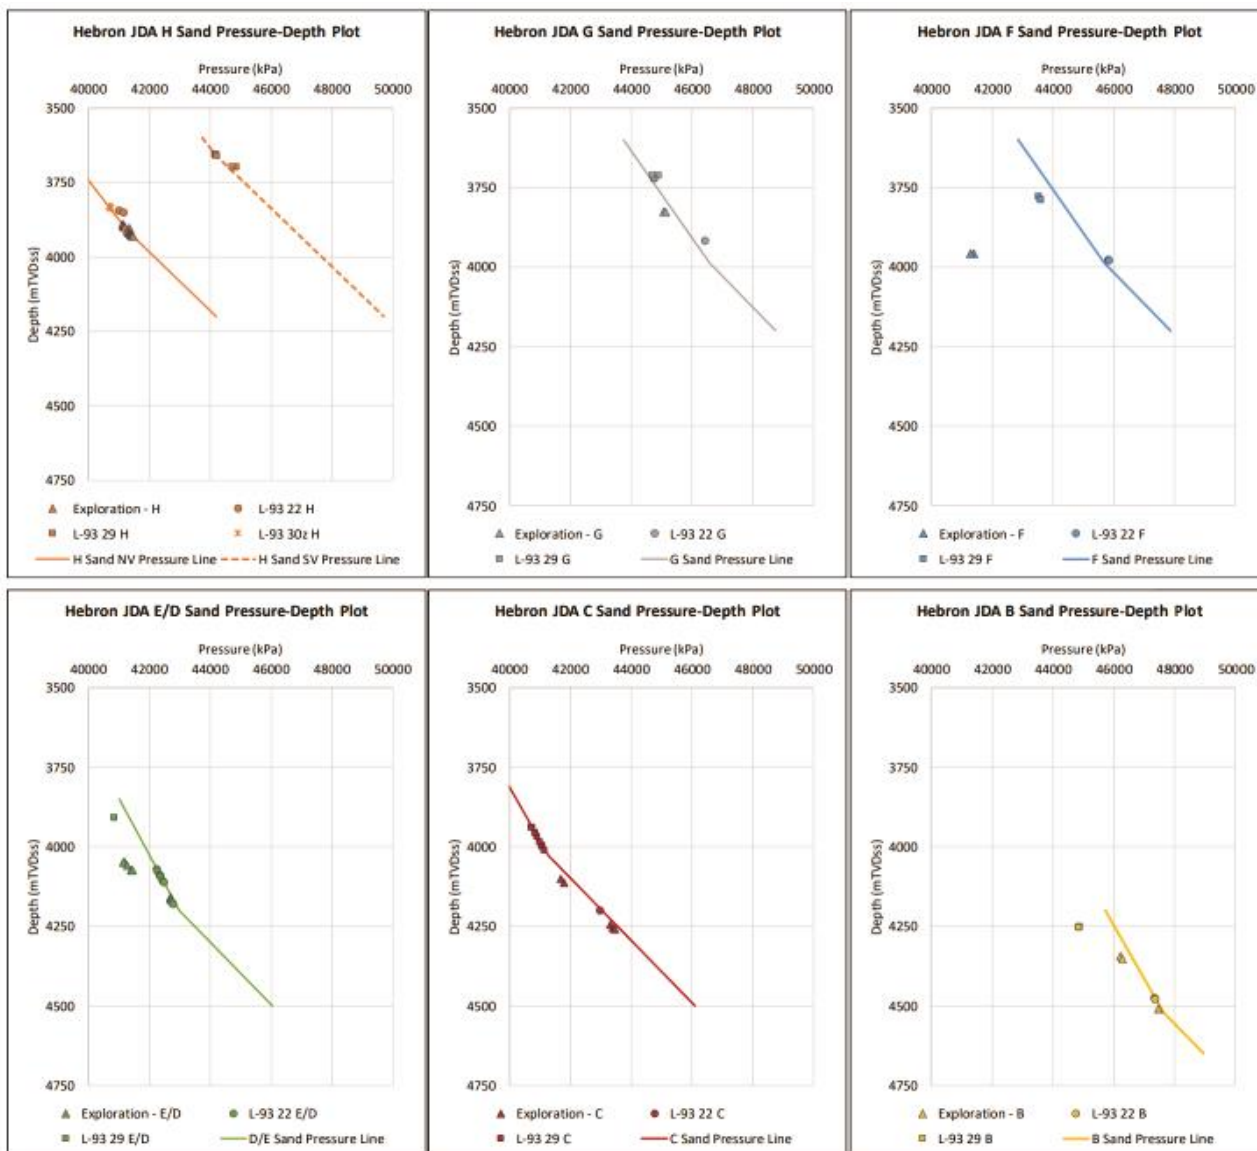 Hebron JDA H Sand Pressure-Depth Plot
Pressure (kPa)
40000 42000 44000 46000 48000 50000
3500
3750
4000
4250
4500
4750
Depth (mTVDss)
Exploration - H L-93 22 H
L-93 29 H L-93 30z H
H Sand NV Pressure Line H Sand SV Pressure Line
Hebron JDA G Sand Pressure-Depth Plot
Pressure (kPa)
40000 42000 44000 46000 48000 50000
3500
3750
4000
4250
4500
4750
Depth (mTVDss)
Exploration - G L-93 22 G
L-93 29 G G Sand Pressure Line
Hebron JDA F Sand Pressure-Depth Plot
Pressure (kPa)
40000 42000 44000 46000 48000 50000
3500
3750
4000
4250
4500
4750
Depth (mTVDss)
Exploration - F L-93 22 F
L-93 29 F F Sand Pressure Line
Hebron JDA E/D Sand Pressure-Depth Plot
Pressure (kPa)
40000 42000 44000 46000 48000 50000
3500
3750
4000
4250
4500
4750
Depth (mTVDss)
Exploration - E/D L-93 22 E/D
L-93 29 E/D D/E Sand Pressure Line
Hebron JDA C Sand Pressure-Depth Plot
Pressure (kPa)
40000 42000 44000 46000 48000 50000
3500
3750
4000
4250
4500
4750
Depth (mTVDss)
Exploration - C L-93 22 C
L-93 29 C C Sand Pressure Line
Hebron JDA B Sand Pressure-Depth Plot
Pressure (kPa)
40000 42000 44000 46000 48000 50000
3500
3750
4000
4250
4500
4750
Depth (mTVDss)
Exploration - B L-93 22 B
L-93 29 B B Sand Pressure Line